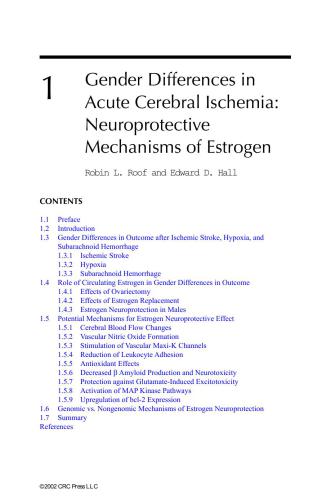 1
Gender Differences in
Acute Cerebral Ischemia:
Neuroprotective
Mechanisms of Estrogen
Robin L. Roof and Edward D. Hall
CONTENTS
1.1 Preface
1.2 Introduction
1.3 Gender Differences in Outcome after Ischemic Stroke, Hypoxia, and
Subarachnoid Hemorrhage
1.3.1 Ischemic Stroke
1.3.2 Hypoxia
1.3.3 Subarachnoid Hemorrhage
1.4 Role of Circulating Estrogen in Gender Differences in Outcome
1.4.1 Effects of Ovariectomy
1.4.2 Effects of Estrogen Replacement
1.4.3 Estrogen Neuroprotection in Males
1.5 Potential Mechanisms for Estrogen Neuroprotective Effect
1.5.1 Cerebral Blood Flow Changes
1.5.2 Vascular Nitric Oxide Formation
1.5.3 Stimulation of Vascular Maxi-K Channels
1.5.4 Reduction of Leukocyte Adhesion
1.5.5 Antioxidant Effects
1.5.6 Decreased β Amyloid Production and Neurotoxicity
1.5.7 Protection against Glutamate-Induced Excitotoxicity
1.5.8 Activation of MAP Kinase Pathways
1.5.9 Upregulation of bcl-2 Expression
1.6 Genomic vs. Nongenomic Mechanisms of Estrogen Neuroprotection
1.7 Summary
References
©2002 CRC Press LLC